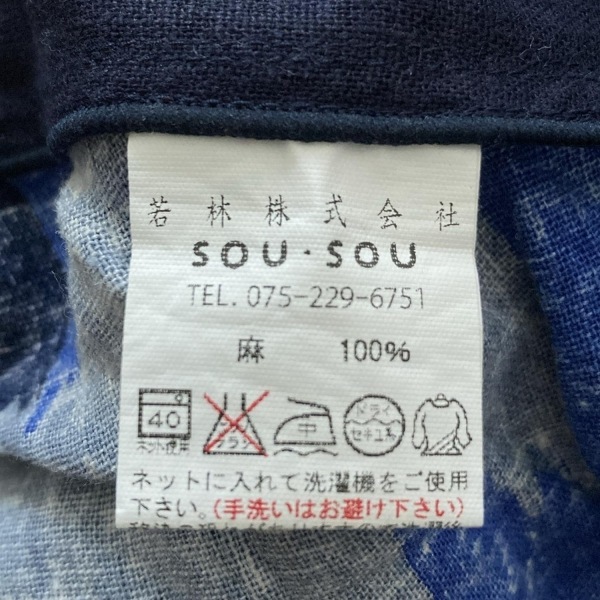 若林株式会社
SOU・SOU
TEL. 075-229-6751
麻 100%
40 中 ドライ
ネット使用 セキユ系
ネットに入れて洗濯機をご使用
下さい。(手洗いはお避け下さい)